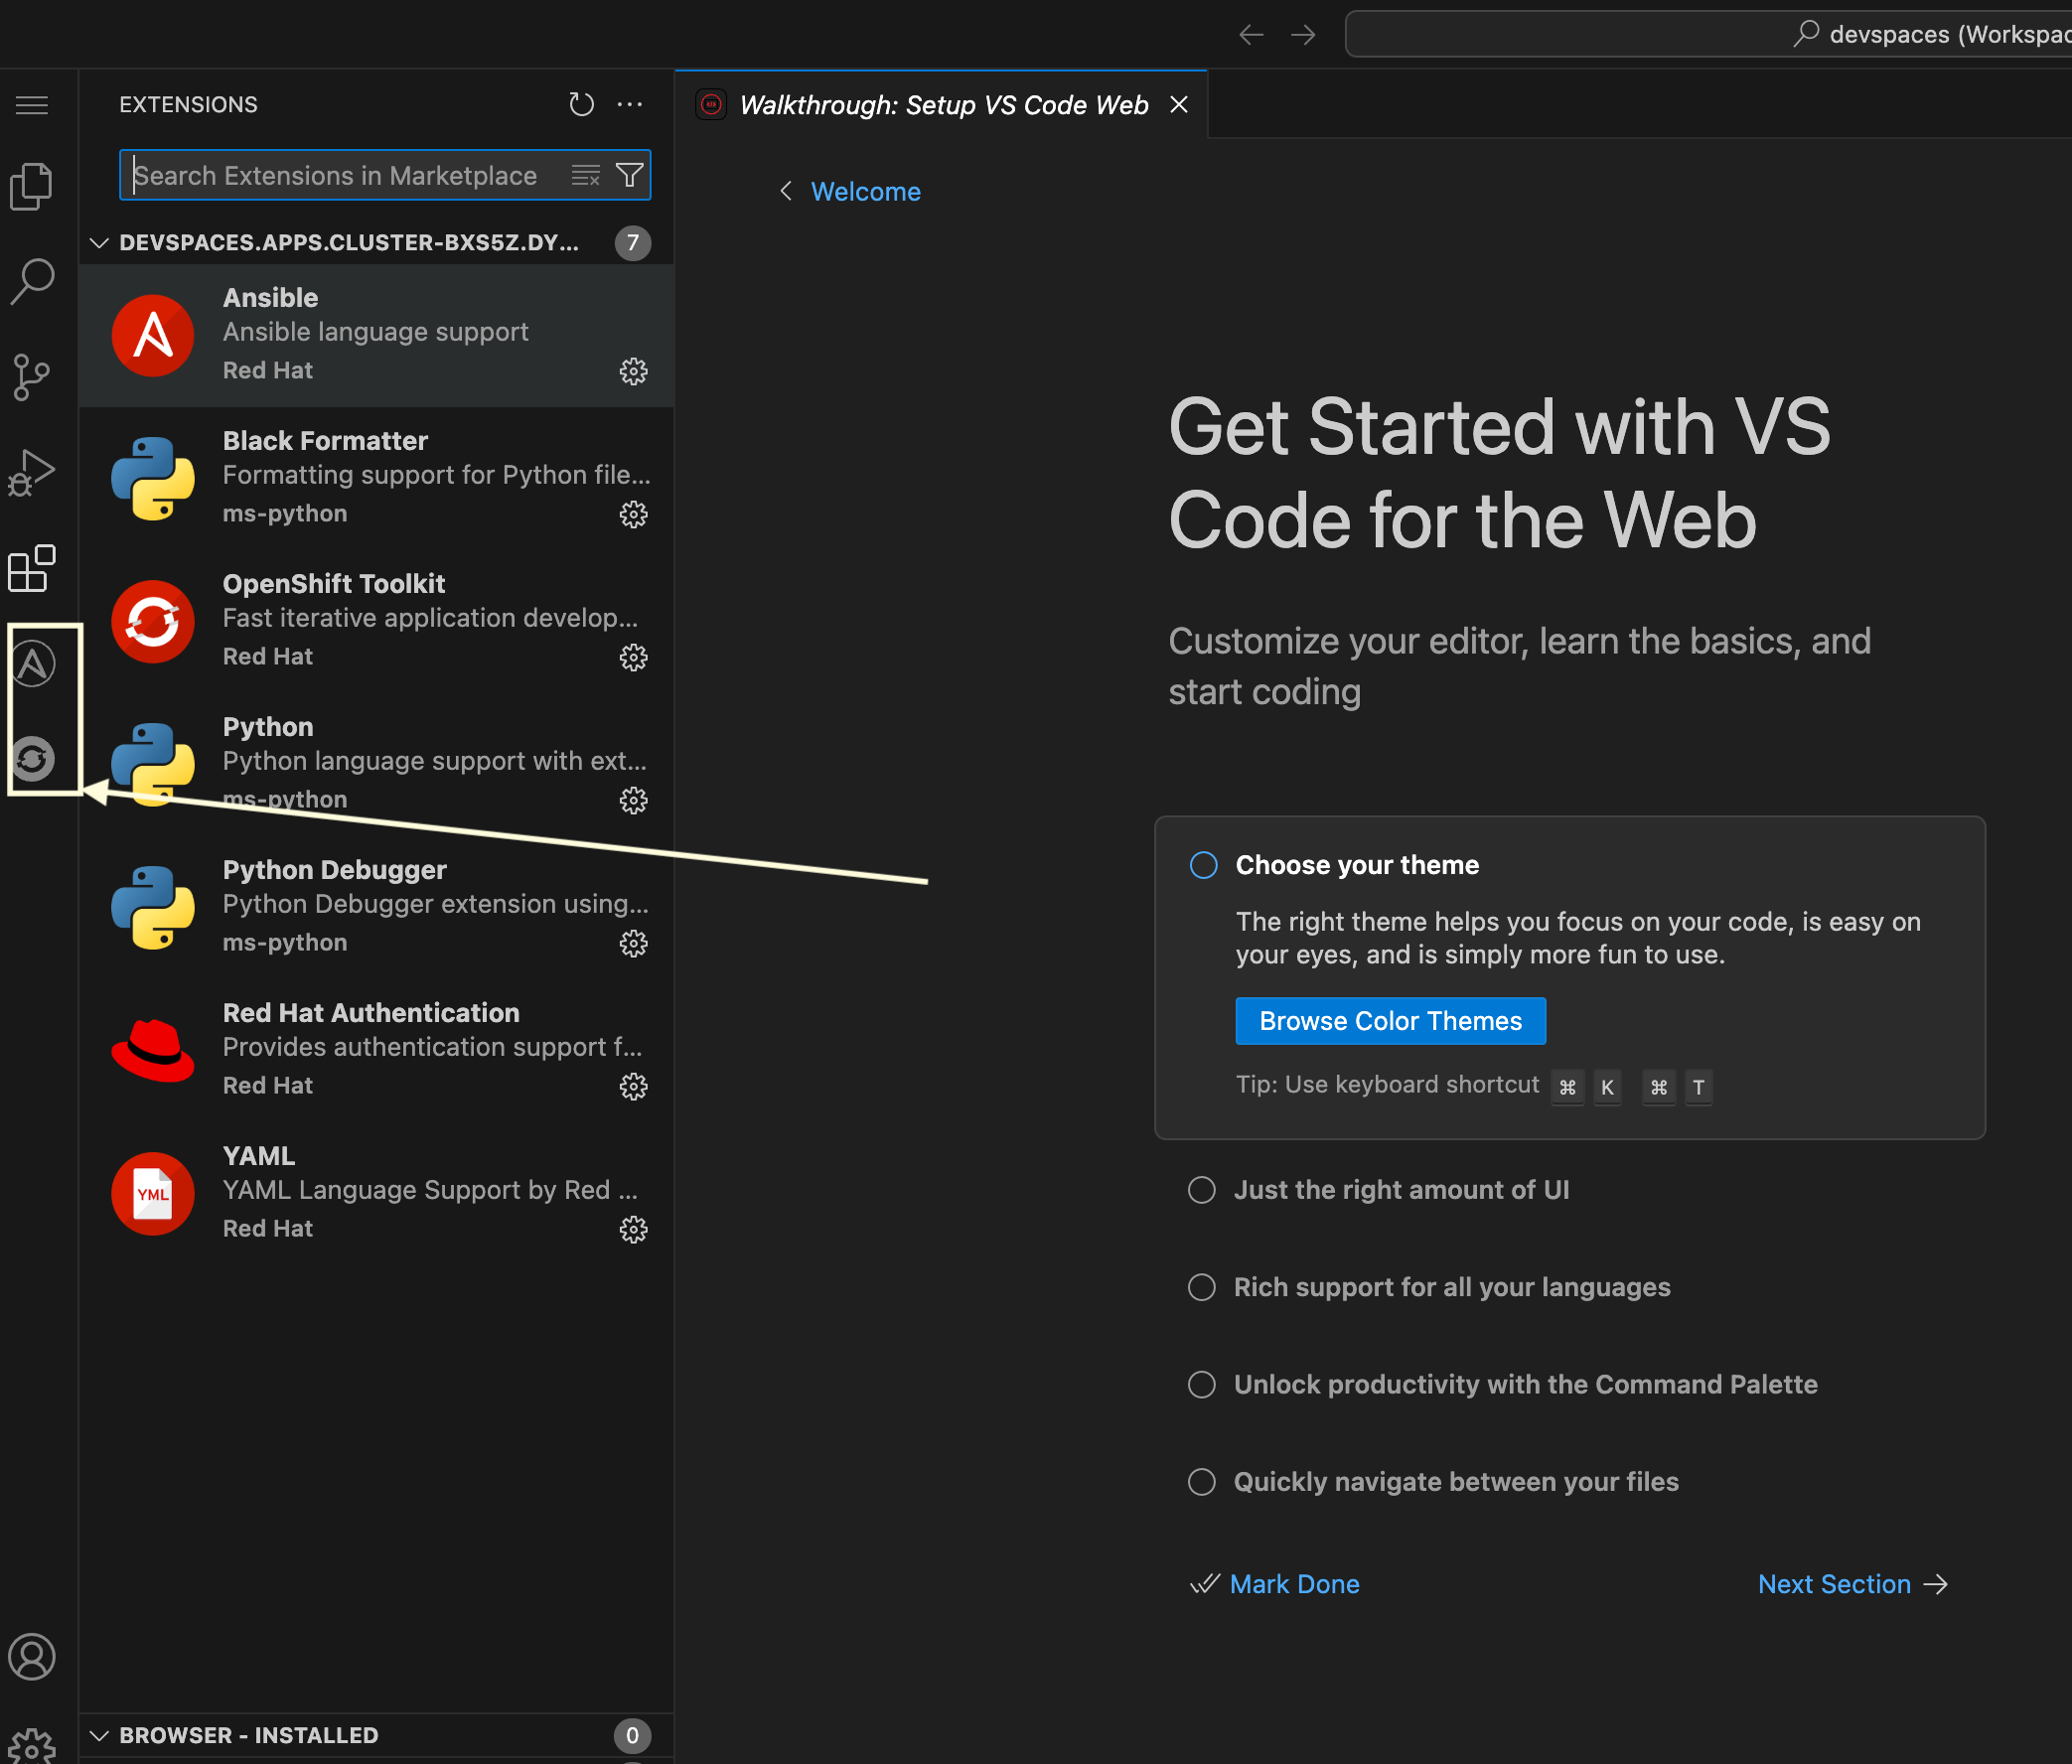 devspaces (Workspac
EXTENSIONS
Walkthrough: Setup VS Code Web
Search Extensions in Marketplace
Welcome
DEVSPACES.APPS.CLUSTER-BXS5Z.DY...
7
Ansible
Ansible language support
Red Hat
Black Formatter
Formatting support for Python file...
ms-python
OpenShift Toolkit
Fast iterative application develop...
Red Hat
Python
Python language support with ext...
ms-python
Python Debugger
Python Debugger extension using...
ms-python
Red Hat Authentication
Provides authentication support f...
Red Hat
YML
YAML
YAML Language Support by Red ...
Red Hat
BROWSER - INSTALLED
0
Get Started with VS
Code for the Web
Customize your editor, learn the basics, and
start coding
Choose your theme
The right theme helps you focus on your code, is easy on
your eyes, and is simply more fun to use.
Browse Color Themes
Tip: Use keyboard shortcut ⌘ K ⌘ T
Just the right amount of UI
Rich support for all your languages
Unlock productivity with the Command Palette
Quickly navigate between your files
Mark Done
Next Section